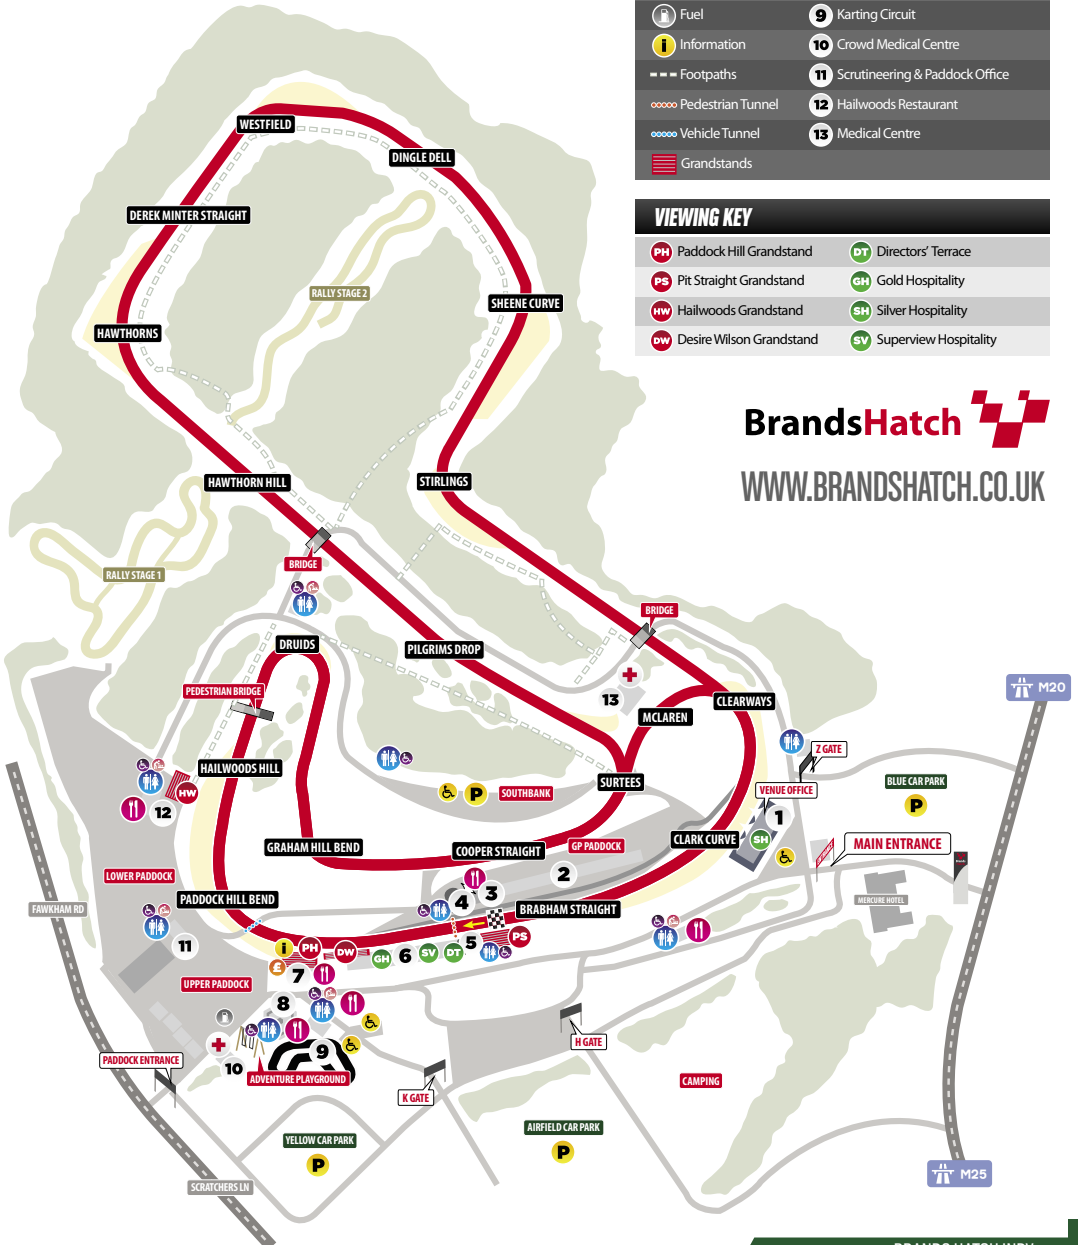 Fuel
9 Karting Circuit
i Information
10 Crowd Medical Centre
Footpaths
11 Scrutineering & Paddock Office
Pedestrian Tunnel
12 Hailwoods Restaurant
Vehicle Tunnel
13 Medical Centre
Grandstands
VIEWING KEY
PH Paddock Hill Grandstand
DT Directors' Terrace
PS Pit Straight Grandstand
GH Gold Hospitality
HW Hailwoods Grandstand
SH Silver Hospitality
DW Desire Wilson Grandstand
SV Superview Hospitality
BrandsHatch
WWW.BRANDSHATCH.CO.UK
WESTFIELD
DINGLE DELL
DEREK MINTER STRAIGHT
RALLY STAGE 2
SHEENE CURVE
HAWTHORNS
HAWTHORN HILL
STIRLINGS
BRIDGE
RALLY STAGE 1
BRIDGE
DRUIDS
PILGRIMS DROP
13
PEDESTRIAN BRIDGE
MCLAREN
CLEARWAYS
M20
Z GATE
HAILWOODS HILL
SURTEES
BLUE CAR PARK
P
VENUE OFFICE
HW
12
P
SOUTHBANK
1
SH
GRAHAM HILL BEND
COOPER STRAIGHT
GP PADDOCK
CLARK CURVE
MAIN ENTRANCE
LOWER PADDOCK
2
3
4
MERCURE HOTEL
PADDOCK HILL BEND
BRABHAM STRAIGHT
FAWKHAM RD
11
i
PH
DW
GH
6
SV
DT
5
PS
£
7
UPPER PADDOCK
8
H GATE
9
10
PADDOCK ENTRANCE
ADVENTURE PLAYGROUND
K GATE
CAMPING
YELLOW CAR PARK
P
AIRFIELD CAR PARK
P
SCRATCHERS LN
M25